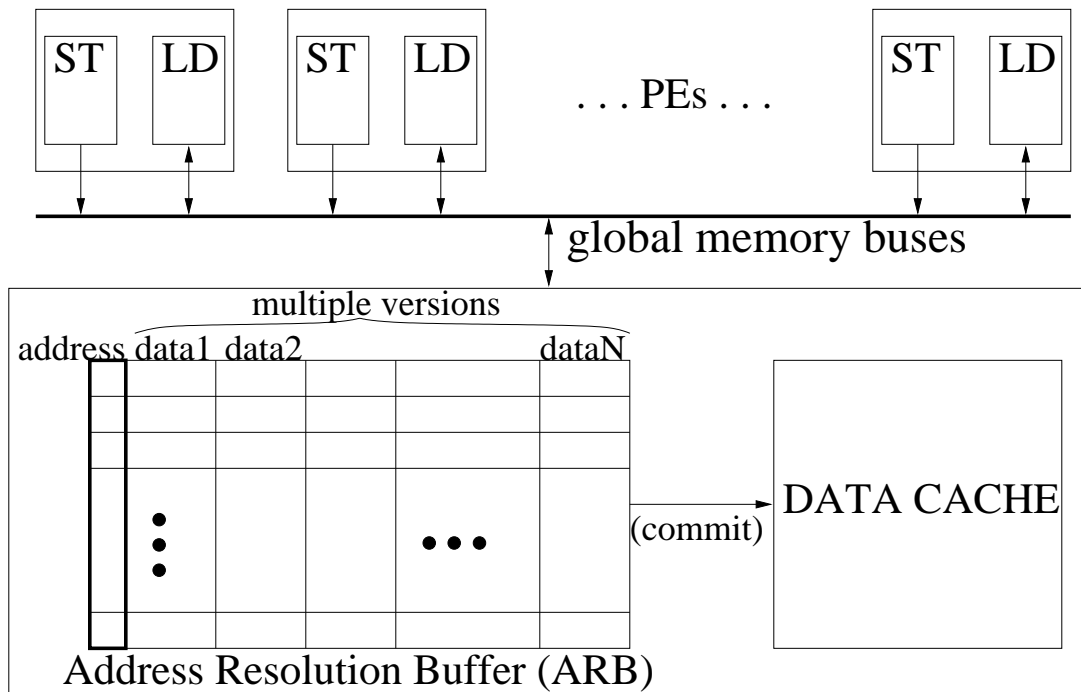 ST LD ST LD . . . PEs . . . ST LD
global memory buses
multiple versions
address data1 data2 dataN
DATA CACHE
(commit)
Address Resolution Buffer (ARB)